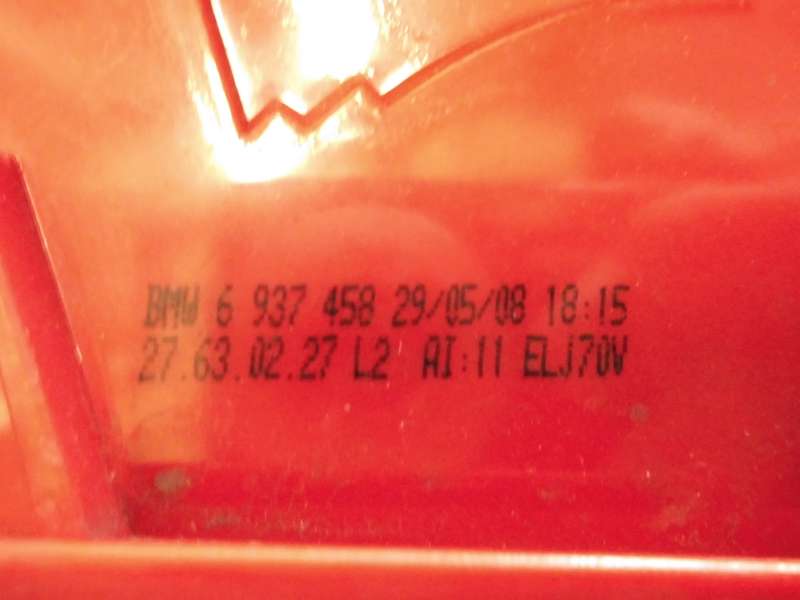 BMW 6 937 458 29/05/08 18:15
27.63.02.27 L2 AI:11 ELJ70V